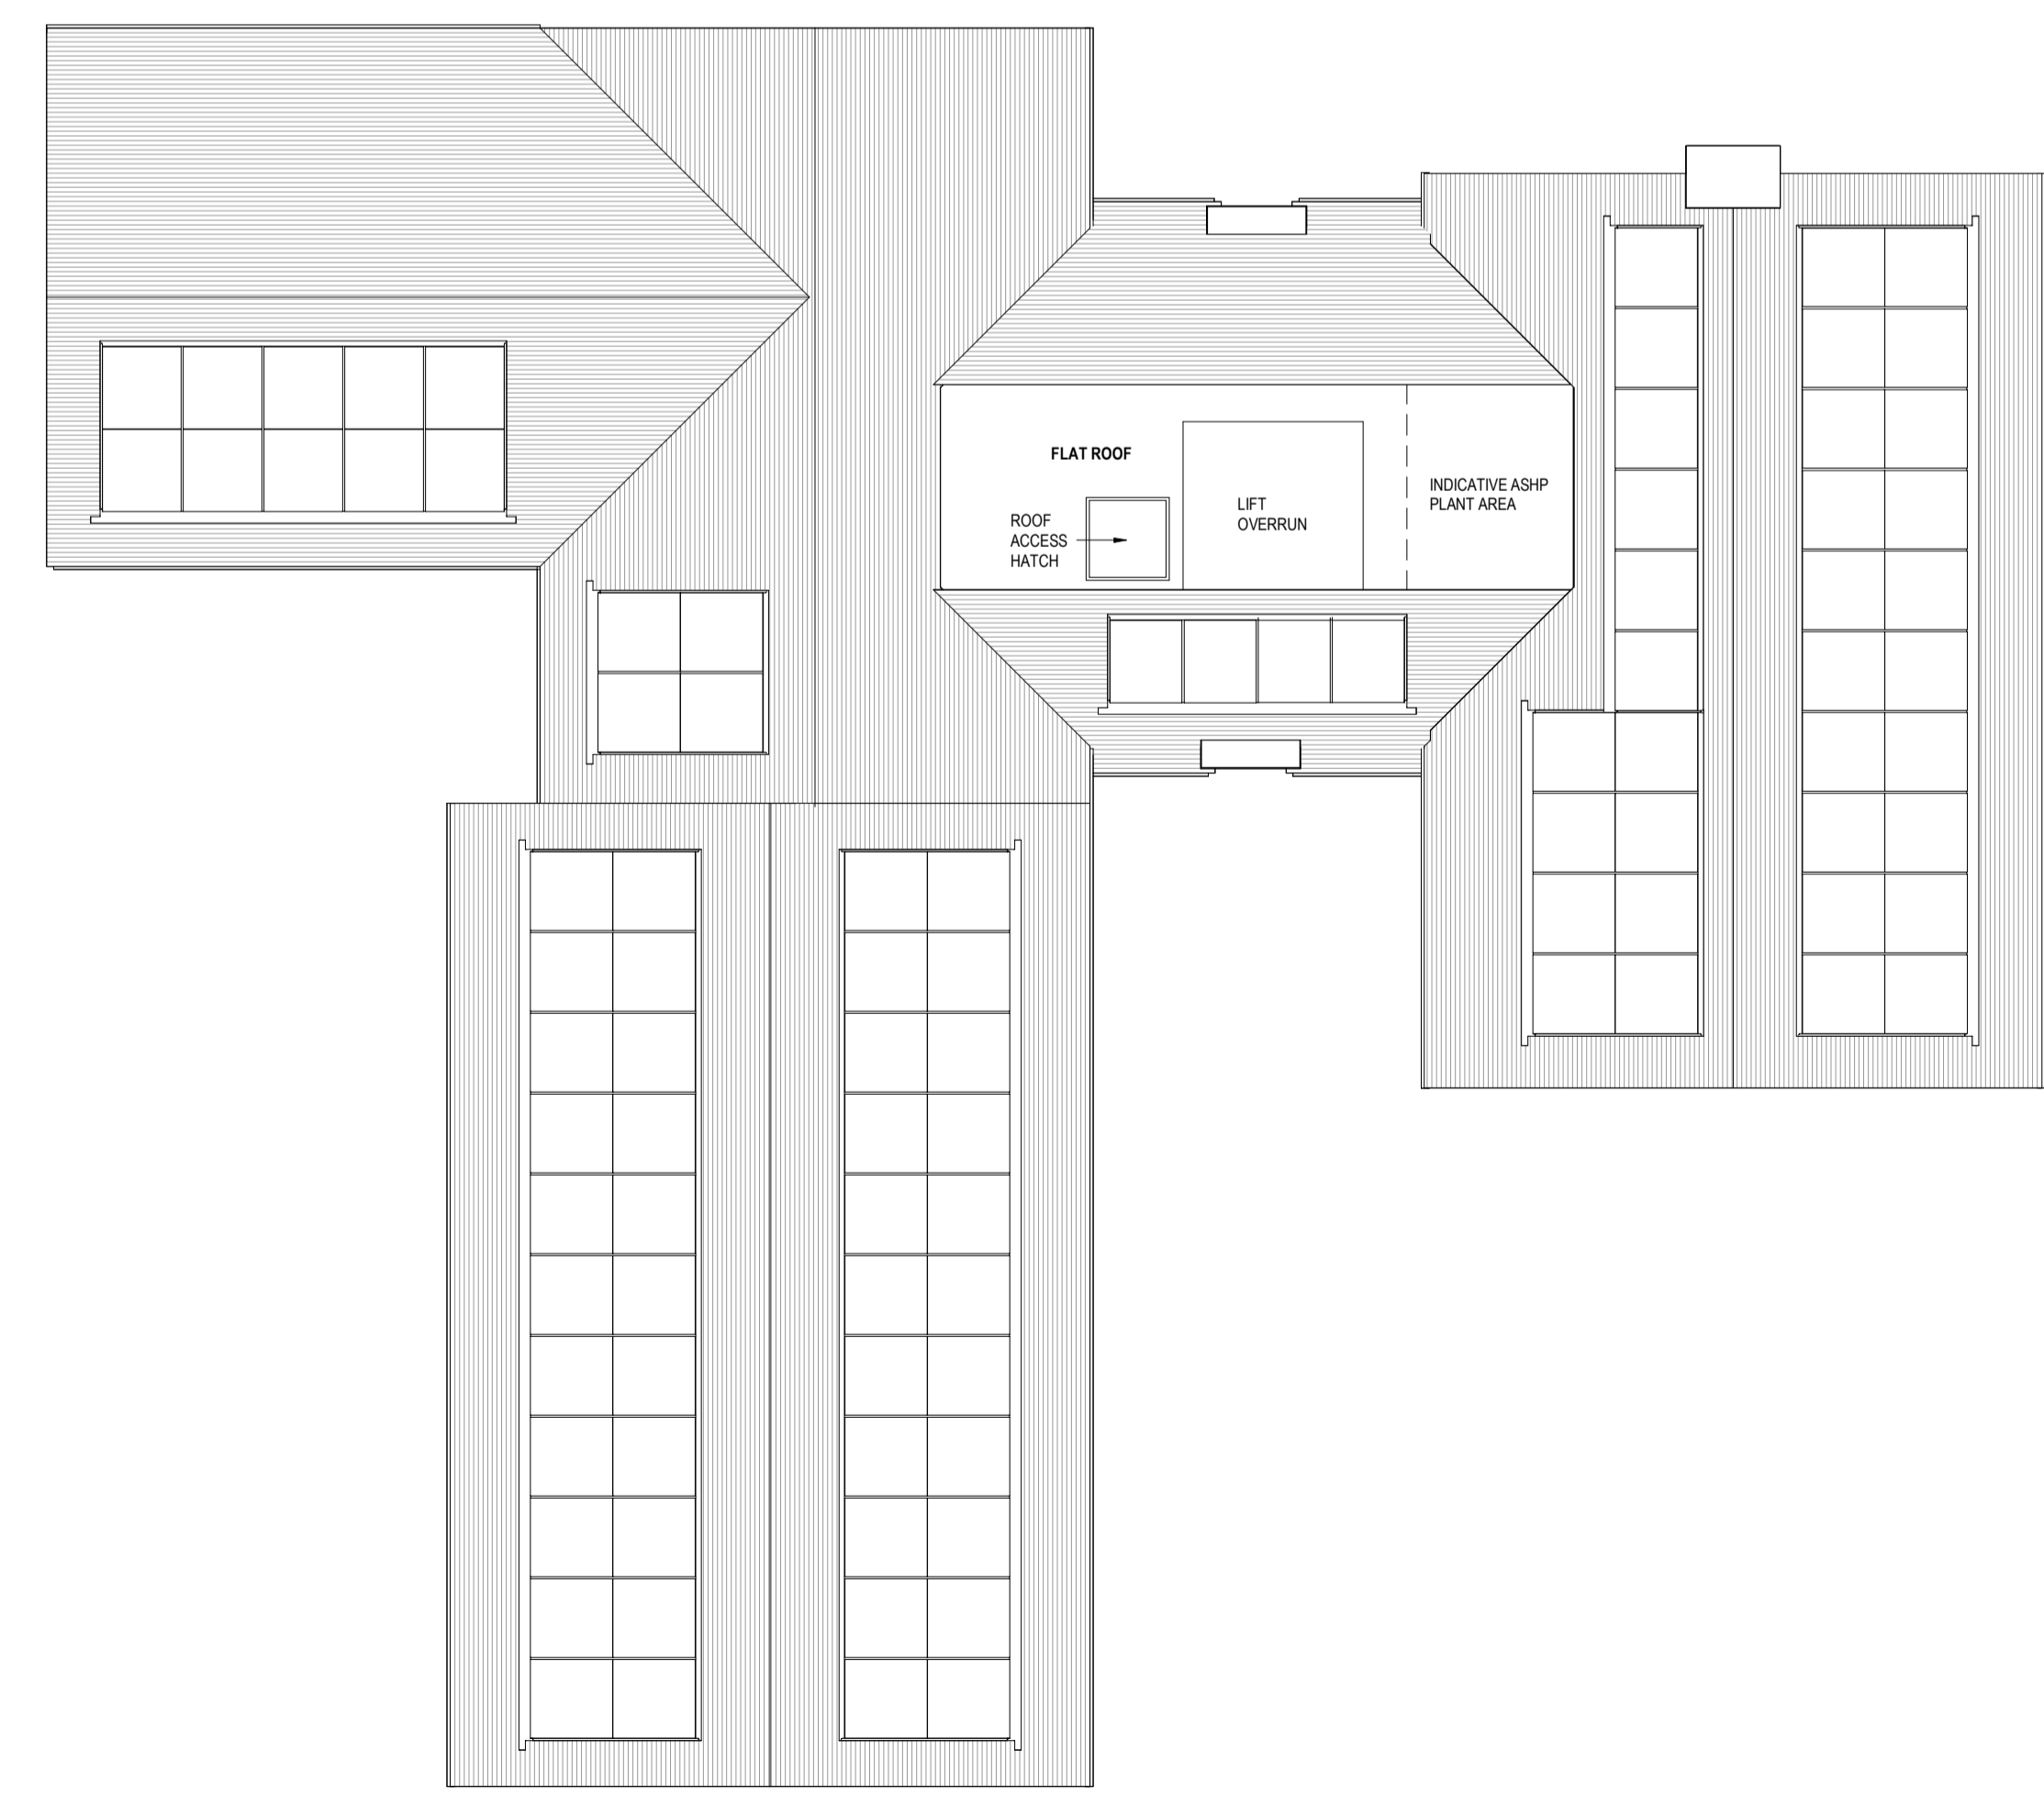 FLAT ROOF
ROOF
ACCESS
HATCH
LIFT
OVERRUN
INDICATIVE ASHP
PLANT AREA